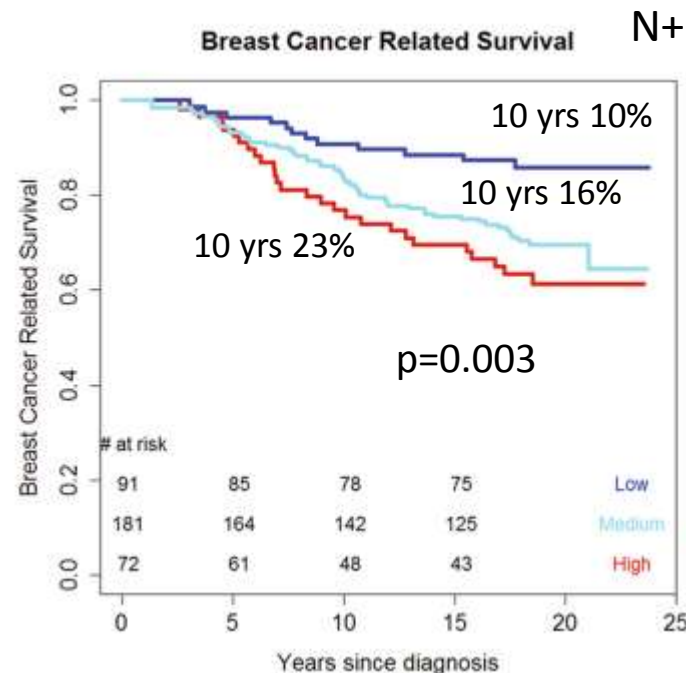 N+
Breast Cancer Related Survival
Breast Cancer Related Survival
1.0
0.8
0.6
0.4
0.2
0.0
10 yrs 10%
10 yrs 16%
10 yrs 23%
p=0.003
# at risk
91 85 78 75 Low
181 164 142 125 Medium
72 61 48 43 High
0 5 10 15 20 25
Years since diagnosis